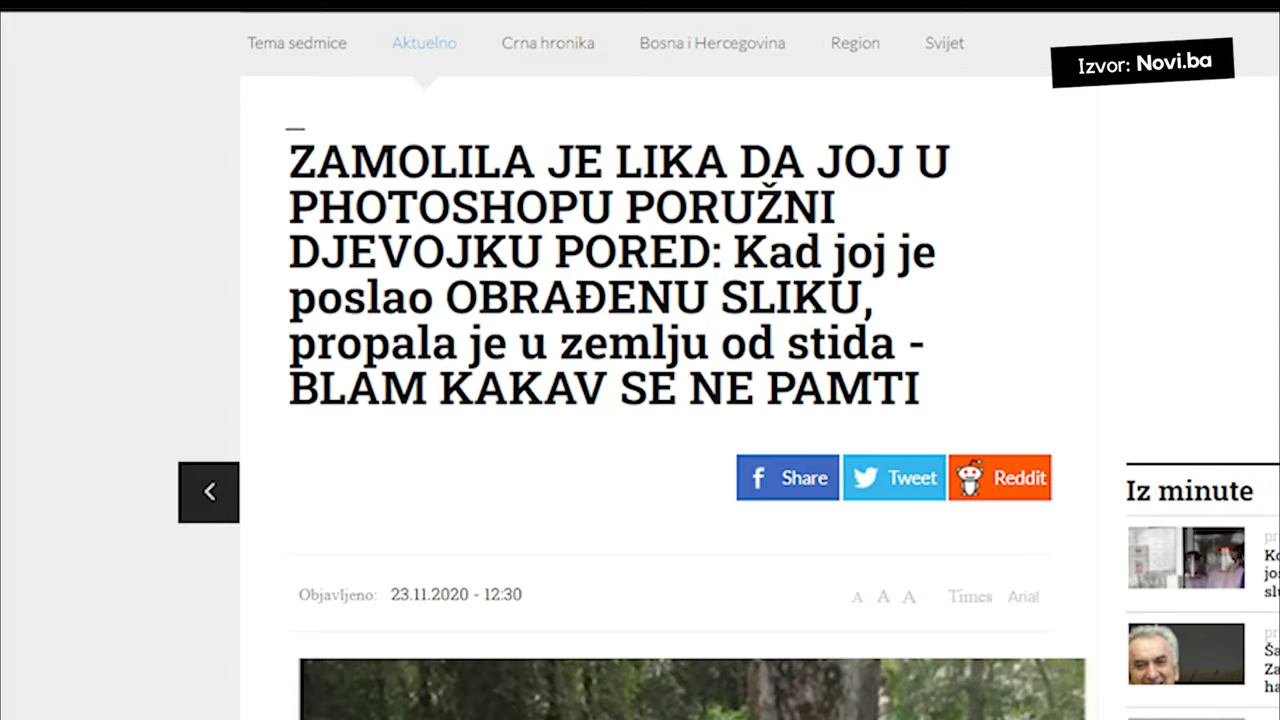 Tema sedmice Aktuelno Crna hronika Bosna i Hercegovina Region Svijet
Izvor: Novi.ba
ZAMOLILA JE LIKA DA JOJ U
PHOTOSHOPU PORUŽNI
DJEVOJKU PORED: Kad joj je
poslao OBRAĐENU SLIKU,
propala je u zemlju od stida -
BLAM KAKAV SE NE PAMTI
Share Tweet Reddit
Iz minute
Objavljeno: 23.11.2020 - 12:30
A A A Times Arial